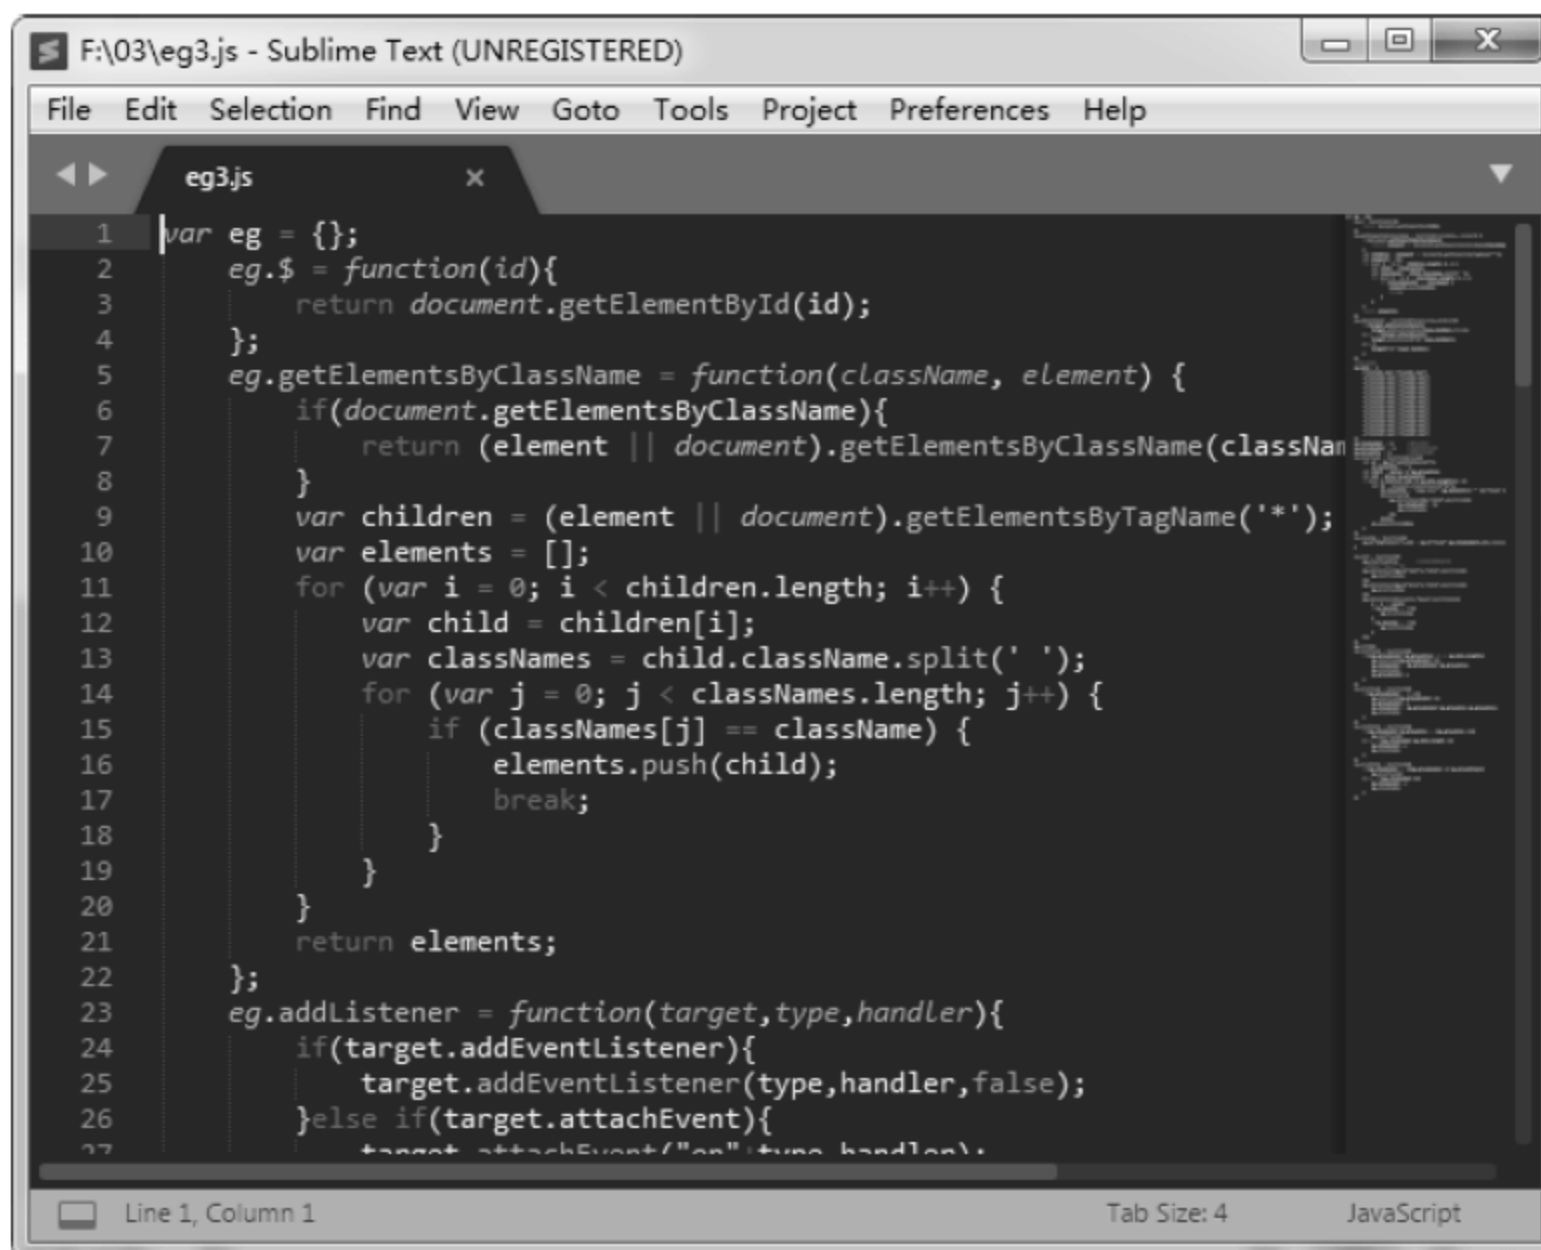 F:\03\eg3.js - Sublime Text (UNREGISTERED)
File Edit Selection Find View Goto Tools Project Preferences Help
eg3.js
1 var eg = {};
2 eg.$ = function(id){
3 return document.getElementById(id);
4 };
5 eg.getElementsByClassName = function(className, element) {
6 if(document.getElementsByClassName){
7 return (element || document).getElementsByClassName(classNam
8 }
9 var children = (element || document).getElementsByTagName('*');
10 var elements = [];
11 for (var i = 0; i < children.length; i++) {
12 var child = children[i];
13 var classNames = child.className.split(' ');
14 for (var j = 0; j < classNames.length; j++) {
15 if (classNames[j] == className) {
16 elements.push(child);
17 break;
18 }
19 }
20 }
21 return elements;
22 };
23 eg.addListener = function(target,type,handler){
24 if(target.addEventListener){
25 target.addEventListener(type,handler,false);
26 }else if(target.attachEvent){
27 target.attachEvent("on"+type,handler);
Line 1, Column 1 Tab Size: 4 JavaScript